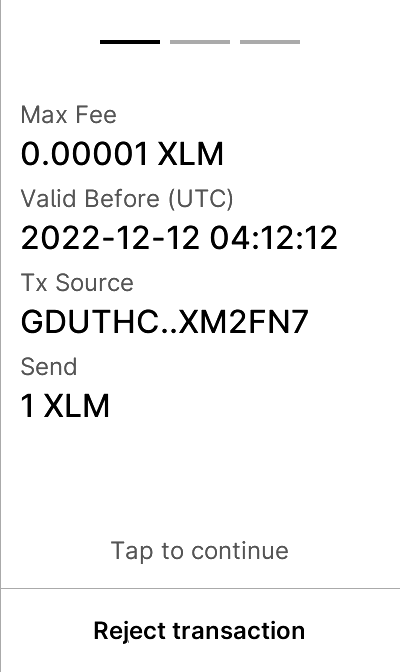 Max Fee
0.00001 XLM
Valid Before (UTC)
2022-12-12 04:12:12
Tx Source
GDUTHC..XM2FN7
Send
1 XLM
Tap to continue
Reject transaction